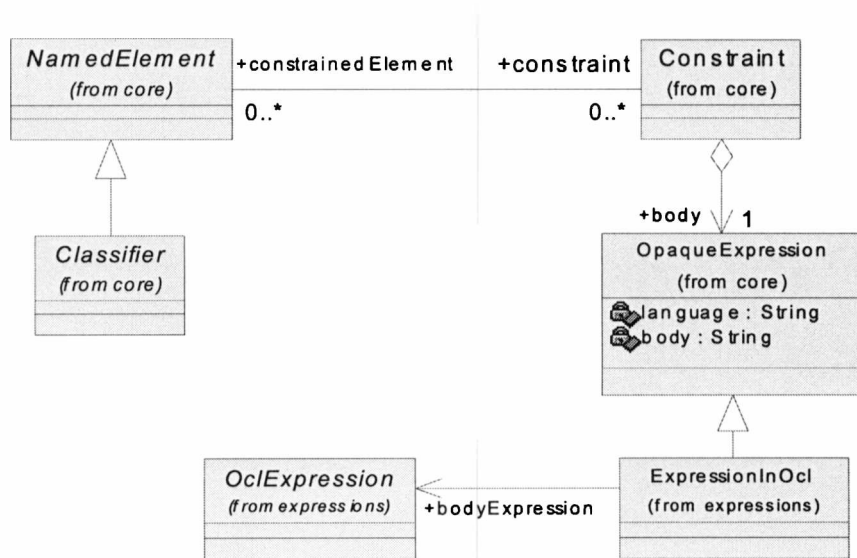 NamedElement
(from core)
+constrainedElement
0..*
+constraint
0..*
Constraint
(from core)
Classifier
(from core)
+body
1
OpaqueExpression
(from core)
language : String
body : String
OclExpression
(from expressions)
+bodyExpression
ExpressionInOcl
(from expressions)